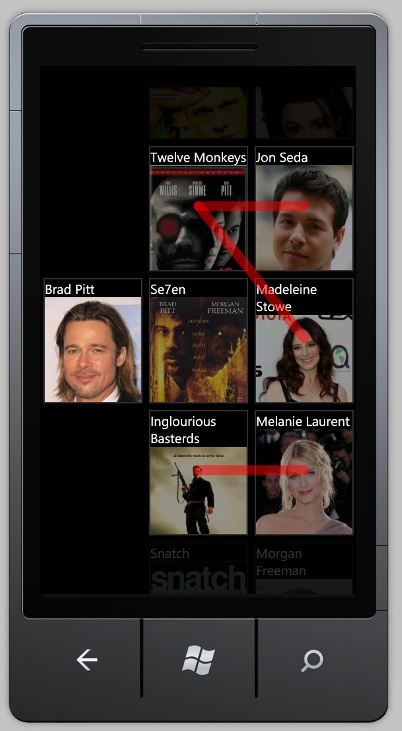 Twelve Monkeys
Jon Seda
WILLIS STOWE PITT
Brad Pitt
Se7en
Madeleine
Stowe
BRAD
PITT
MORGAN
FREEMAN
Inglourious
Basterds
Melanie Laurent
Snatch
Morgan
Freeman
snatch